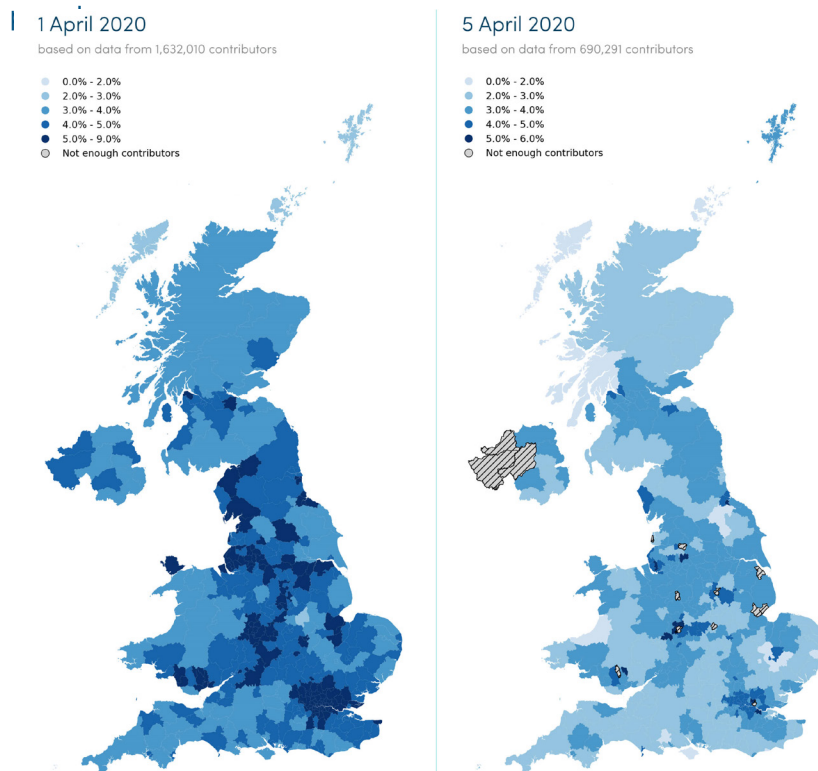 1 April 2020
based on data from 1,632,010 contributors
0.0% - 2.0%
2.0% - 3.0%
3.0% - 4.0%
4.0% - 5.0%
5.0% - 9.0%
Not enough contributors
5 April 2020
based on data from 690,291 contributors
0.0% - 2.0%
2.0% - 3.0%
3.0% - 4.0%
4.0% - 5.0%
5.0% - 6.0%
Not enough contributors